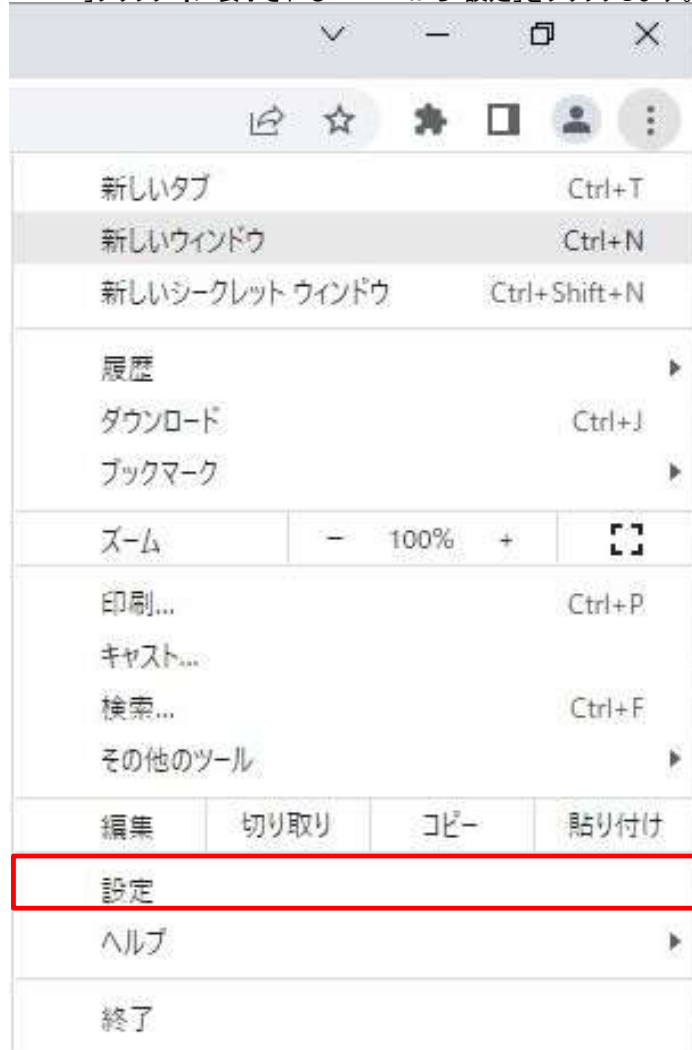 新しいタブ Ctrl+T
新しいウィンドウ Ctrl+N
新しいシークレット ウィンドウ Ctrl+Shift+N
履歴
ダウンロード Ctrl+J
ブックマーク
ズーム − 100% +
印刷... Ctrl+P
キャスト...
検索... Ctrl+F
その他のツール
編集 切り取り コピー 貼り付け
設定
ヘルプ
終了